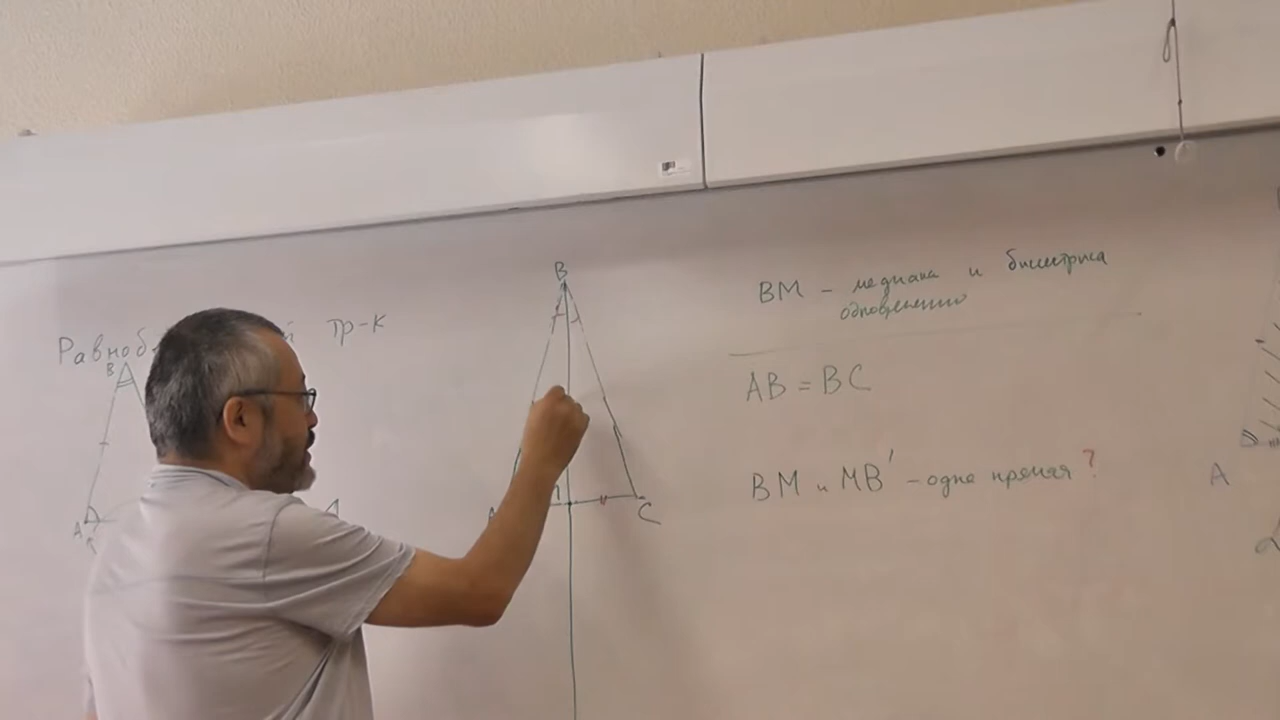 Равноб й тр-к
B
A
B
C
BM - медиана и биссектриса
одновременно
AB = BC
BM и MB' - одна прямая ?
A